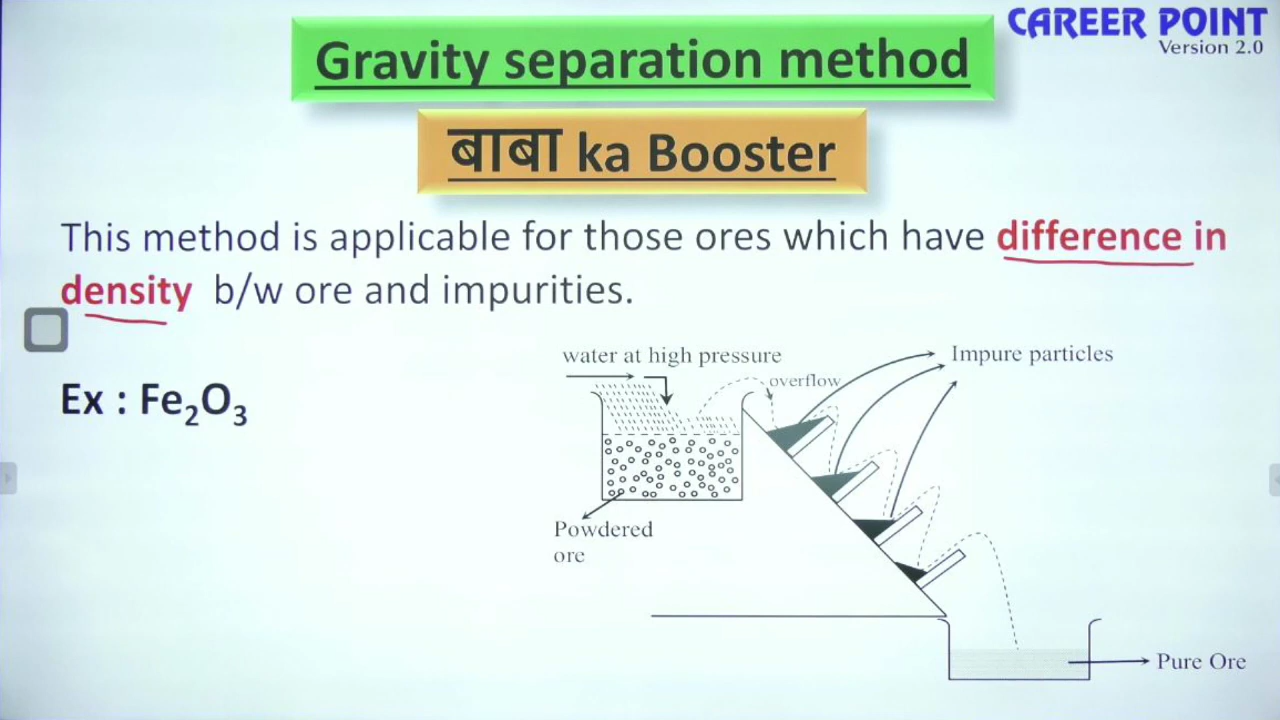 CAREER POINT
Version 2.0
Gravity separation method
बाबा ka Booster
This method is applicable for those ores which have difference in
density b/w ore and impurities.
Ex : Fe₂O₃
water at high pressure
overflow
Impure particles
Powdered
ore
Pure Ore